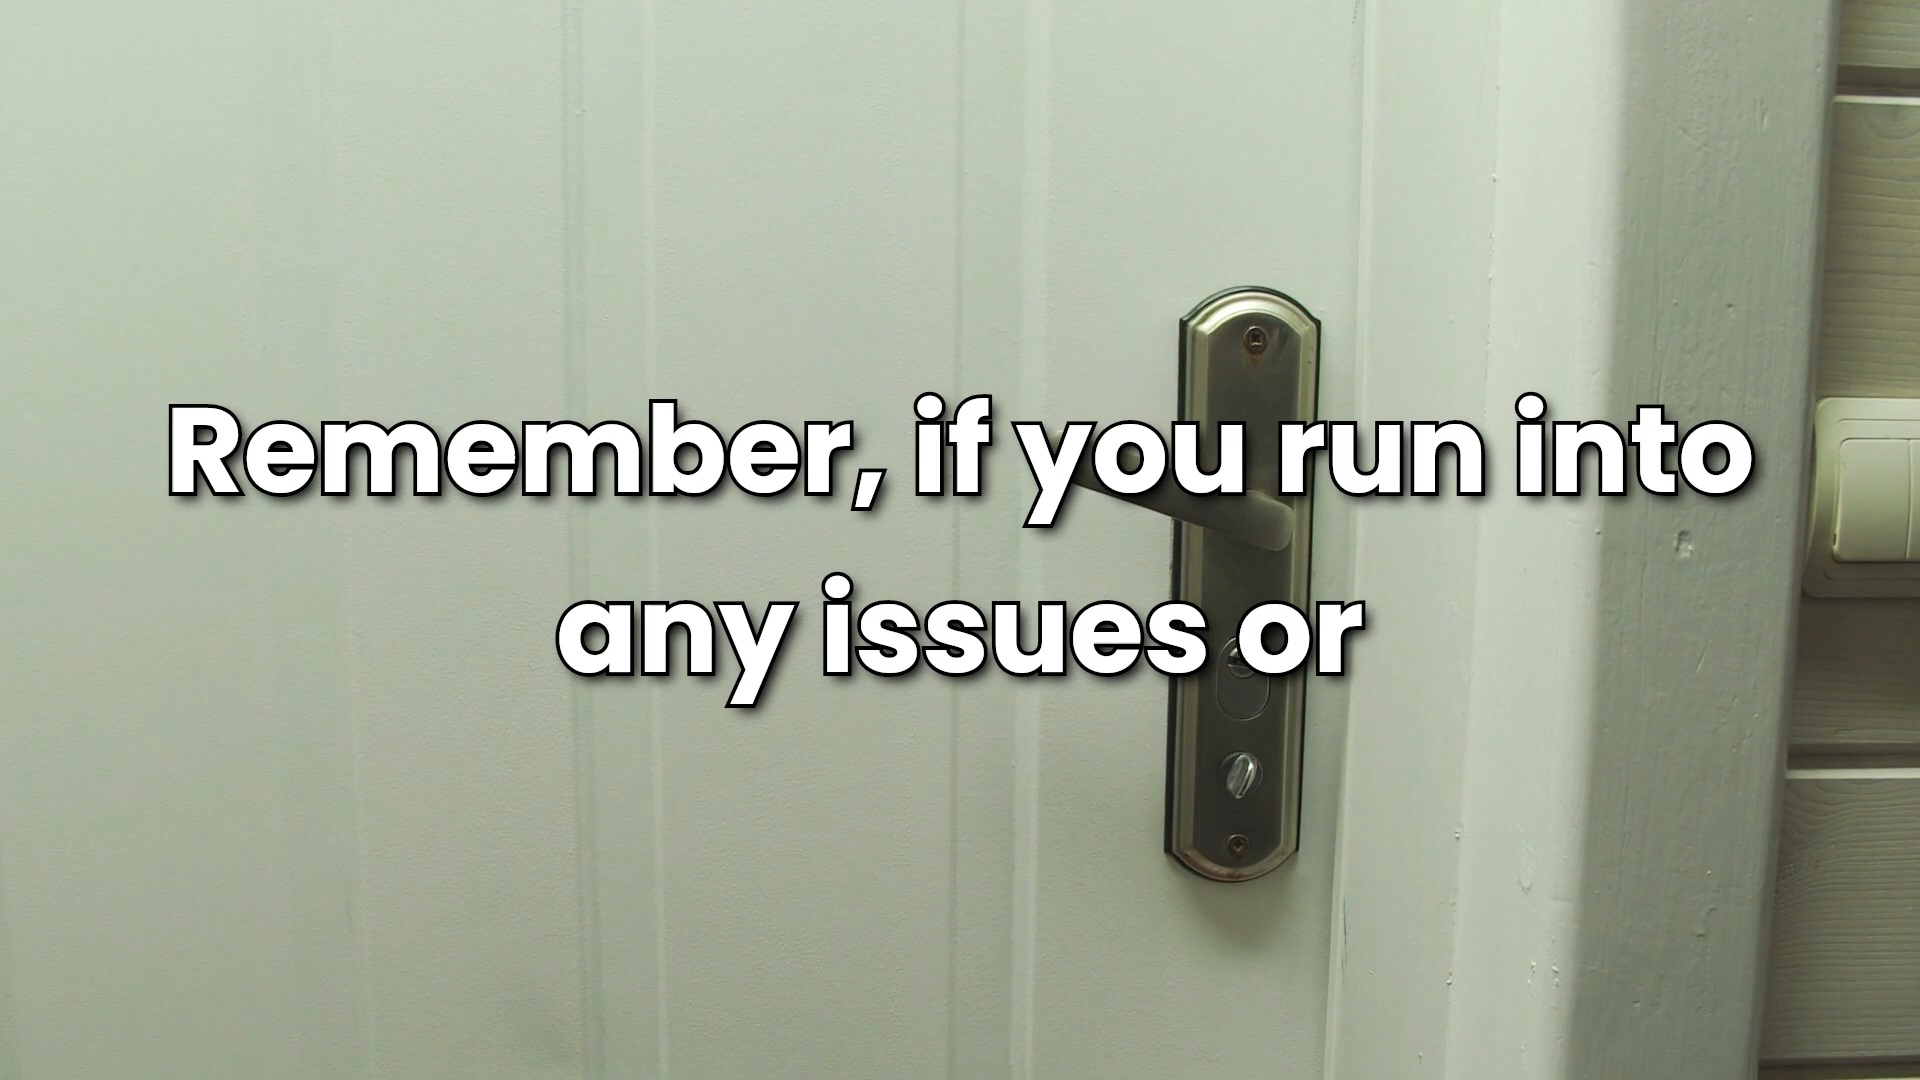 Remember, if you run into
any issues or